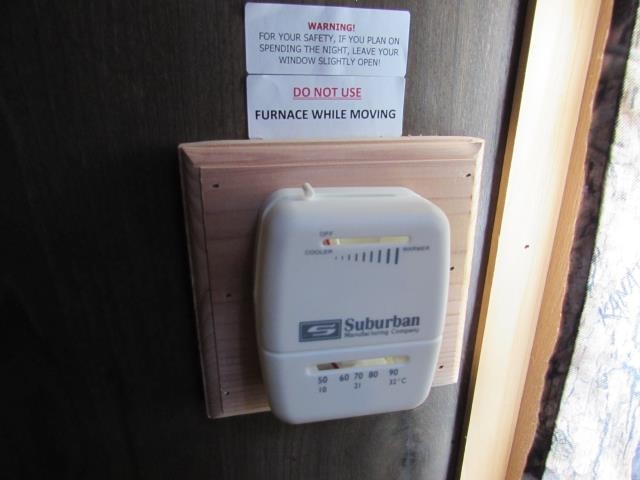 WARNING!
FOR YOUR SAFETY, IF YOU PLAN ON
SPENDING THE NIGHT, LEAVE YOUR
WINDOW SLIGHTLY OPEN!
DO NOT USE
FURNACE WHILE MOVING
OFF
COOLER WARMER
S Suburban
Manufacturing Company
50 60 70 80 90
10 21 32°C